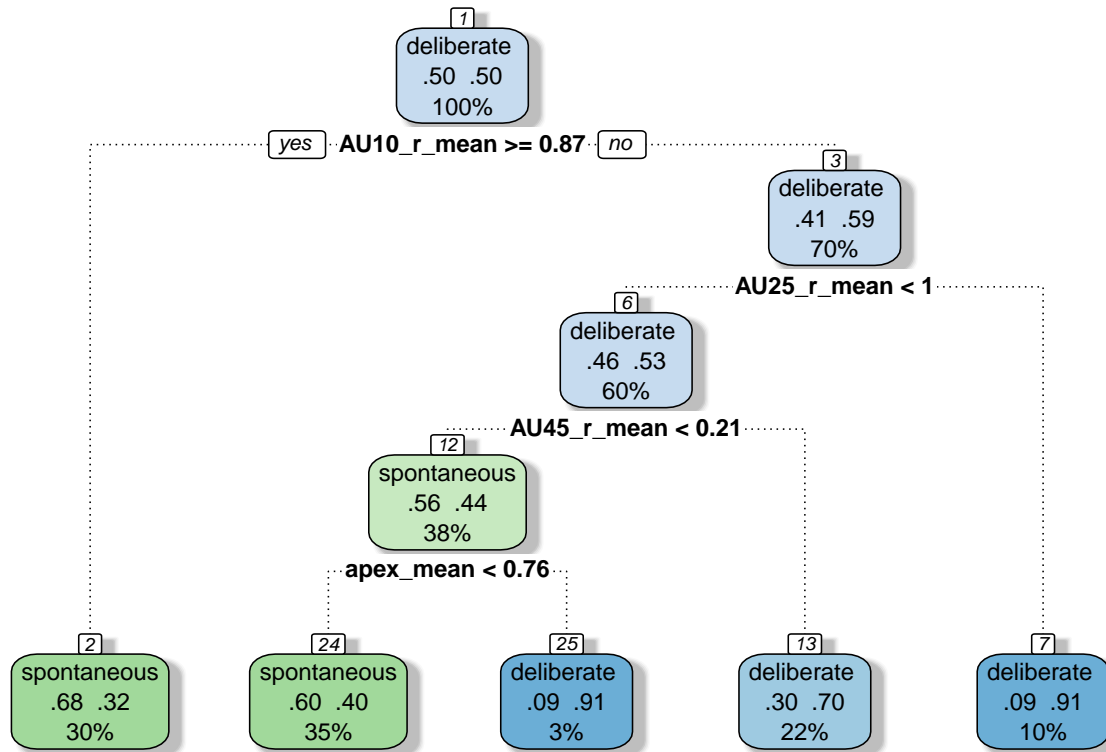 1
deliberate
.50 .50
100%
yes AU10_r_mean >= 0.87 no
3
deliberate
.41 .59
70%
AU25_r_mean < 1
6
deliberate
.46 .53
60%
AU45_r_mean < 0.21
12
spontaneous
.56 .44
38%
apex_mean < 0.76
2
spontaneous
.68 .32
30%
24
spontaneous
.60 .40
35%
25
deliberate
.09 .91
3%
13
deliberate
.30 .70
22%
7
deliberate
.09 .91
10%